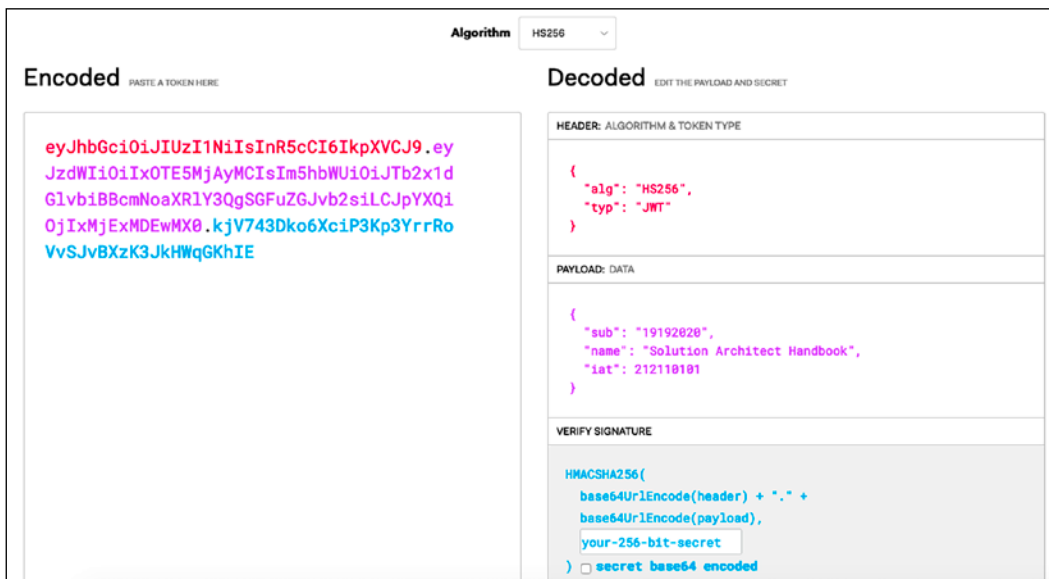 Algorithm HS256
Encoded PASTE A TOKEN HERE
eyJhbGciOiJIUzI1NiIsInR5cCI6IkpXVCJ9.ey
JzdWIiOiIxOTE5MjAyMCIsIm5hbWUiOiJTb2x1d
GlvbiBBcmNoaXRlY3QgSGFuZGJvb2siLCJpYXQi
OjIxMjExMDEwMX0.kjV743Dko6XciP3Kp3YrrRo
VvSJvBXzK3JkHWqGKhIE
Decoded EDIT THE PAYLOAD AND SECRET
HEADER: ALGORITHM & TOKEN TYPE
{
"alg": "HS256",
"typ": "JWT"
}
PAYLOAD: DATA
{
"sub": "19192020",
"name": "Solution Architect Handbook",
"iat": 212110101
}
VERIFY SIGNATURE
HMACSHA256(
base64UrlEncode(header) + "." +
base64UrlEncode(payload),
your-256-bit-secret
) secret base64 encoded